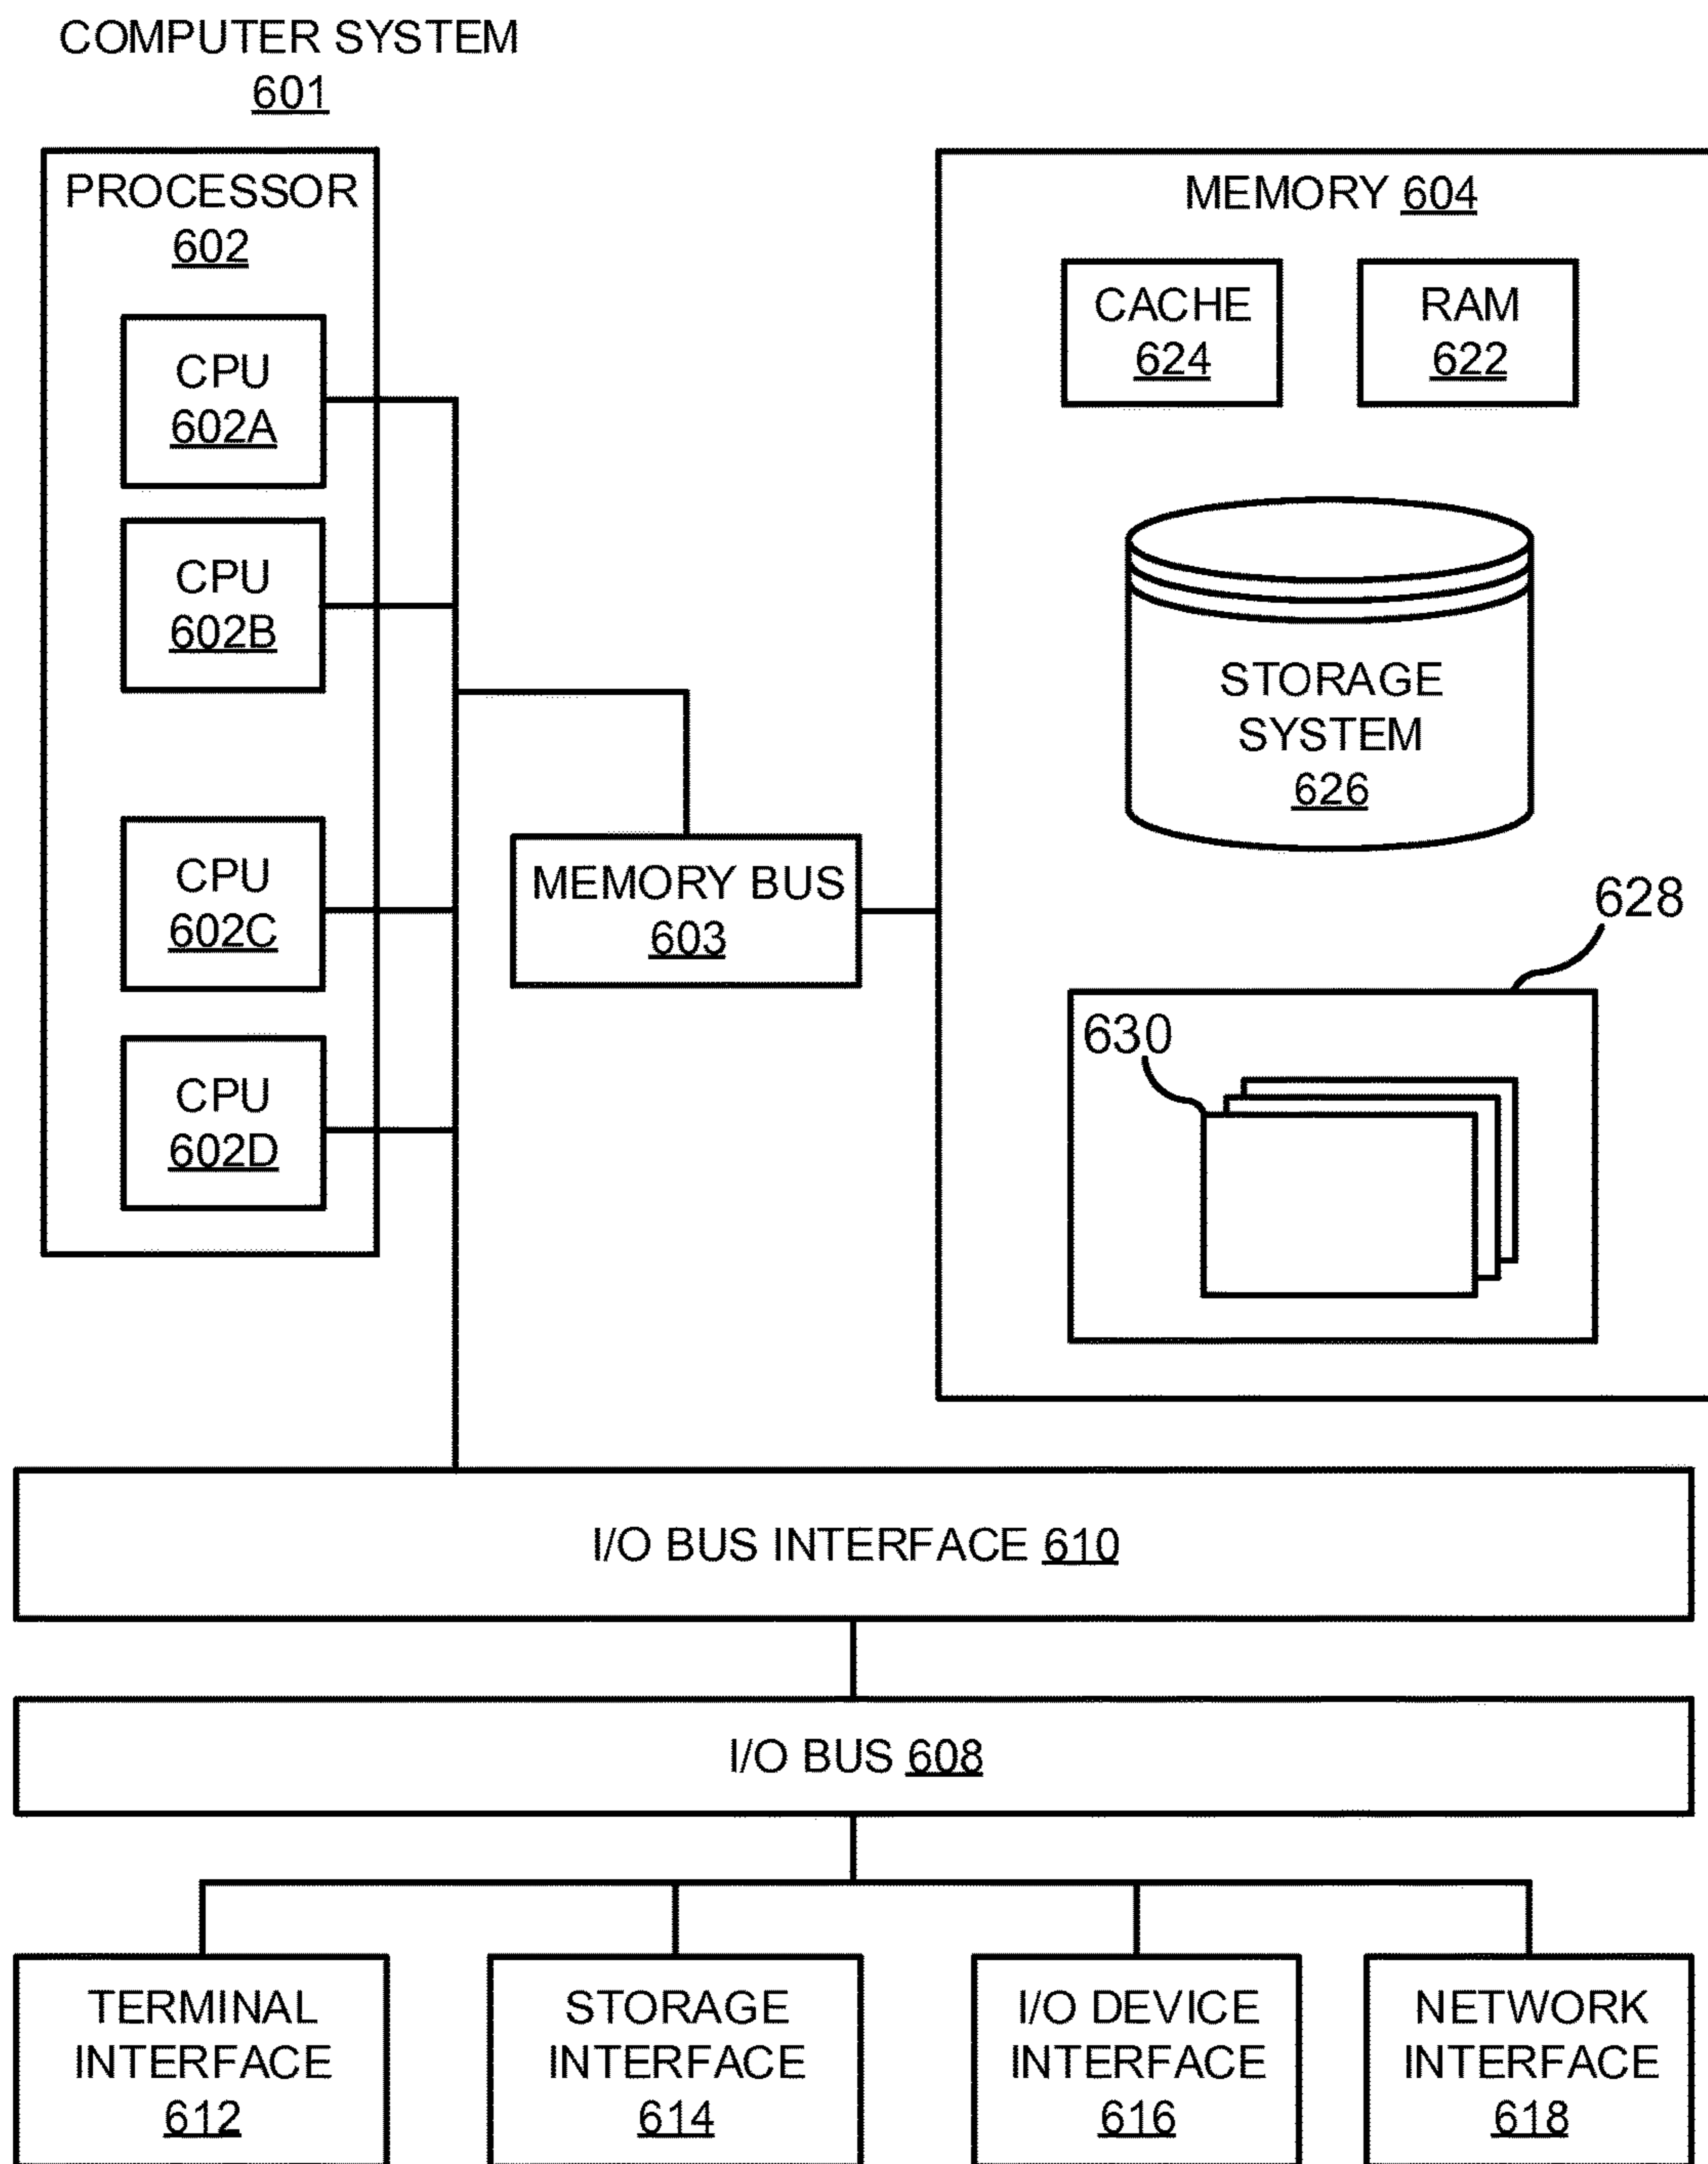 COMPUTER SYSTEM
601
PROCESSOR
602
CPU
602A
CPU
602B
CPU
602C
CPU
602D
MEMORY BUS
603
MEMORY 604
CACHE
624
RAM
622
STORAGE
SYSTEM
626
628
630
I/O BUS INTERFACE 610
I/O BUS 608
TERMINAL
INTERFACE
612
STORAGE
INTERFACE
614
I/O DEVICE
INTERFACE
616
NETWORK
INTERFACE
618